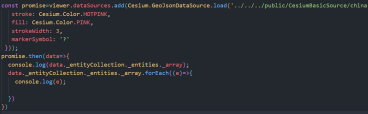 const promise=viewer.dataSources.add(Cesium.GeoJsonDataSource.load('../../../public/CesiumBasicSource/china
stroke: Cesium.Color.HOTPINK,
fill: Cesium.Color.PINK,
strokeWidth: 3,
markerSymbol: '?'
}));
promise.then(data=>{
console.log(data._entityCollection._entities._array);
data._entityCollection._entities._array.forEach((e)=>{
console.log(e);
})
})